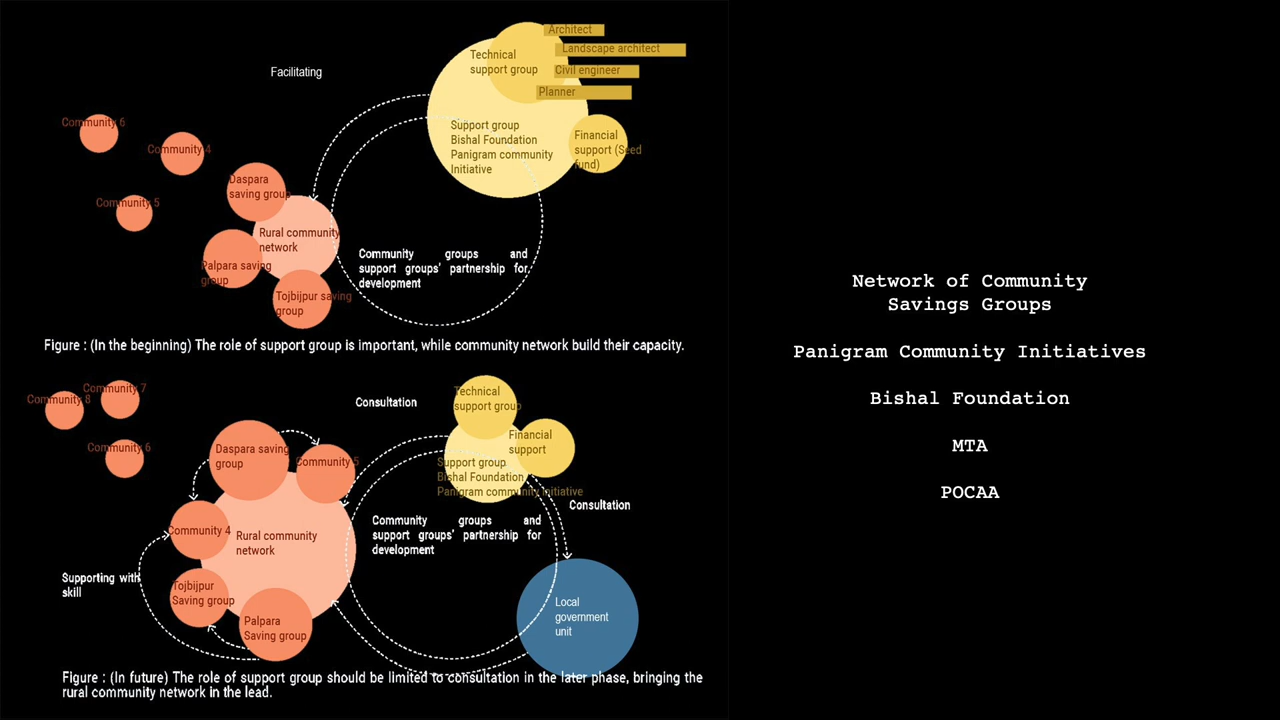 Architect
Landscape architect
Technical
support group
Civil engineer
Planner
Facilitating
Community 6
Community 4
Support group
Bishal Foundation
Panigram community
Initiative
Financial
support (Seed
fund)
Daspara
saving group
Community 5
Rural community
network
Palpara saving
group
Tojbijpur saving
group
Community groups and
support groups' partnership for
development
Figure : (In the beginning) The role of support group is important, while community network build their capacity.
Community 7
Community 8
Community 6
Consultation
Technical
support group
Financial
support
Daspara saving
group
Community 5
Support group
Bishal Foundation
Panigram community Initiative
Consultation
Community 4
Rural community
network
Community groups and
support groups' partnership for
development
Supporting with
skill
Tojbijpur
Saving group
Palpara
Saving group
Local
government
unit
Figure : (In future) The role of support group should be limited to consultation in the later phase, bringing the
rural community network in the lead.
Network of Community
Savings Groups
Panigram Community Initiatives
Bishal Foundation
MTA
POCAA